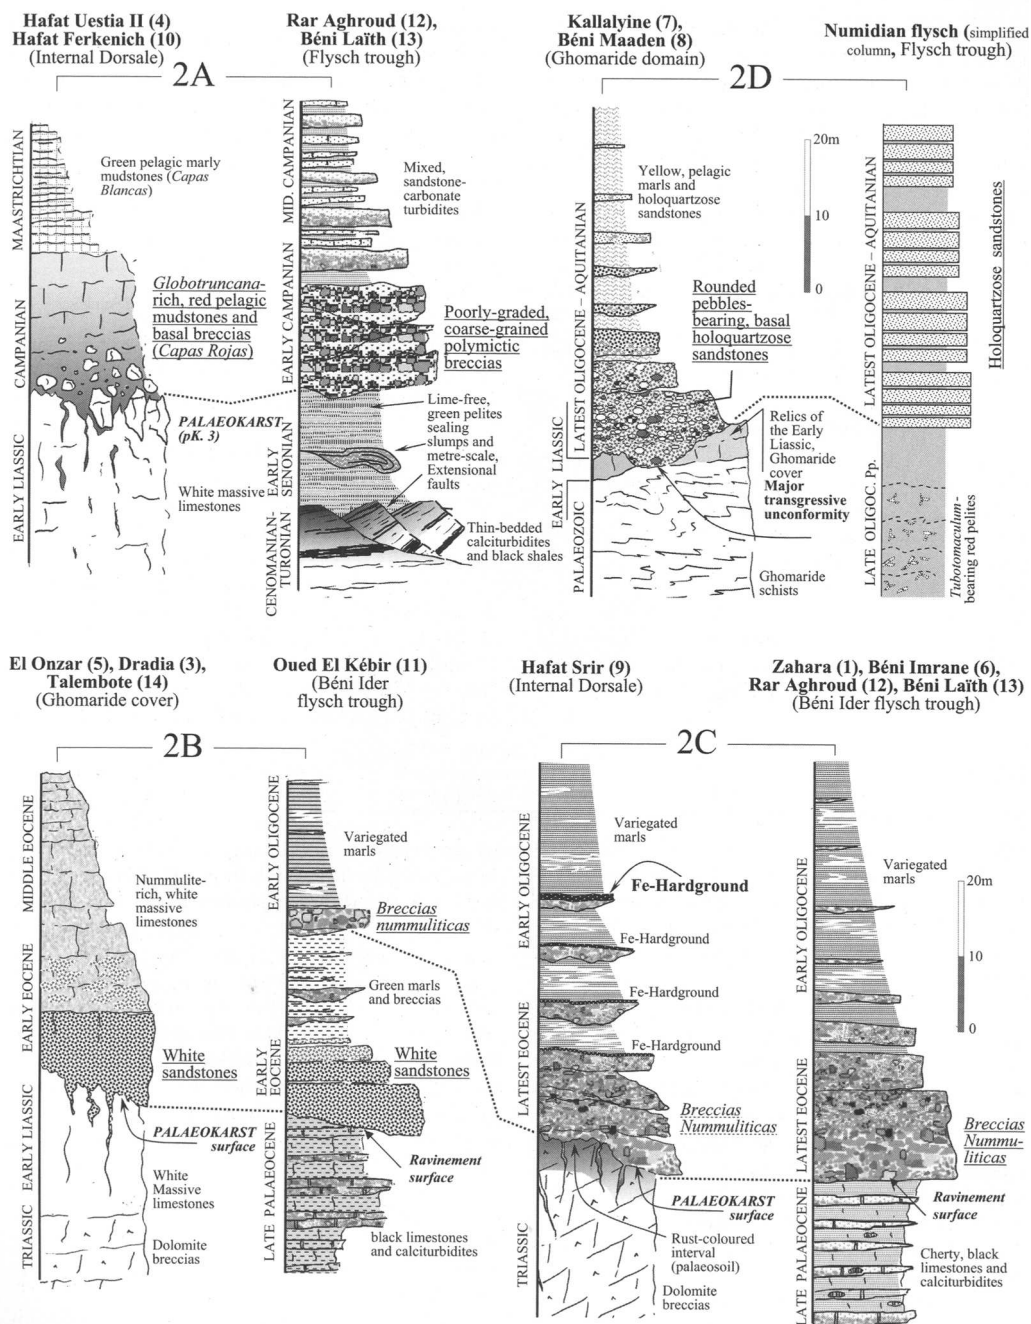 Hafat Uestia II (4)
Hafat Ferkenich (10)
(Internal Dorsale)
Rar Aghroud (12),
Béni Laïth (13)
(Flysch trough)
2A
MAASTRICHTIAN
CAMPANIAN
EARLY LIASSIC
Green pelagic marly
mudstones (Capas
Blancas)
Globotruncana-
rich, red pelagic
mudstones and
basal breccias
(Capas Rojas)
PALAEOKARST
(pK. 3)
White massive
limestones
MID. CAMPANIAN
EARLY CAMPANIAN
EARLY
SENONIAN
CENOMANIAN-
TURONIAN
Mixed,
sandstone-
carbonate
turbidites
Poorly-graded,
coarse-grained
polymictic
breccias
Lime-free,
green pelites
sealing
slumps and
metre-scale,
Extensional
faults
Thin-bedded
calciturbidites
and black shales
Kallalyine (7),
Béni Maaden (8)
(Ghomaride domain)
Numidian flysch (simplified
column, Flysch trough)
2D
LATEST OLIGOCENE – AQUITANIAN
EARLY LIASSIC
PALAEOZOIC
Yellow, pelagic
marls and
holoquartzose
sandstones
Rounded
pebbles-
bearing, basal
holoquartzose
sandstones
Relics of
the Early
Liassic,
Ghomaride
cover
Major
transgressive
unconformity
Ghomaride
schists
20m
10
0
LATEST OLIGOCENE – AQUITANIAN
LATE OLIGOC. Pp.
Holoquartzose sandstones
Tubotomaculum-
bearing red pelites
El Onzar (5), Dradia (3),
Talembote (14)
(Ghomaride cover)
Oued El Kébir (11)
(Béni Ider
flysch trough)
2B
MIDDLE EOCENE
EARLY EOCENE
EARLY LIASSIC
TRIASSIC
Nummulite-
rich, white
massive
limestones
White
sandstones
PALAEOKARST
surface
White
Massive
limestones
Dolomite
breccias
EARLY OLIGOCENE
EARLY
EOCENE
LATE PALAEOCENE
Variegated
marls
Breccias
nummuliticas
Green marls
and breccias
White
sandstones
Ravinement
surface
black limestones
and calciturbidites
Hafat Srir (9)
(Internal Dorsale)
Zahara (1), Béni Imrane (6),
Rar Aghroud (12), Béni Laïth (13)
(Béni Ider flysch trough)
2C
EARLY OLIGOCENE
LATEST EOCENE
TRIASSIC
Variegated
marls
Fe-Hardground
Fe-Hardground
Fe-Hardground
Fe-Hardground
Breccias
Nummuliticas
PALAEOKARST
surface
Rust-coloured
interval
(palaeosoil)
Dolomite
breccias
EARLY OLIGOCENE
LATEST EOCENE
LATE PALAEOCENE
Variegated
marls
20m
10
0
Breccias
Nummu-
liticas
Ravinement
surface
Cherty, black
limestones and
calciturbidites